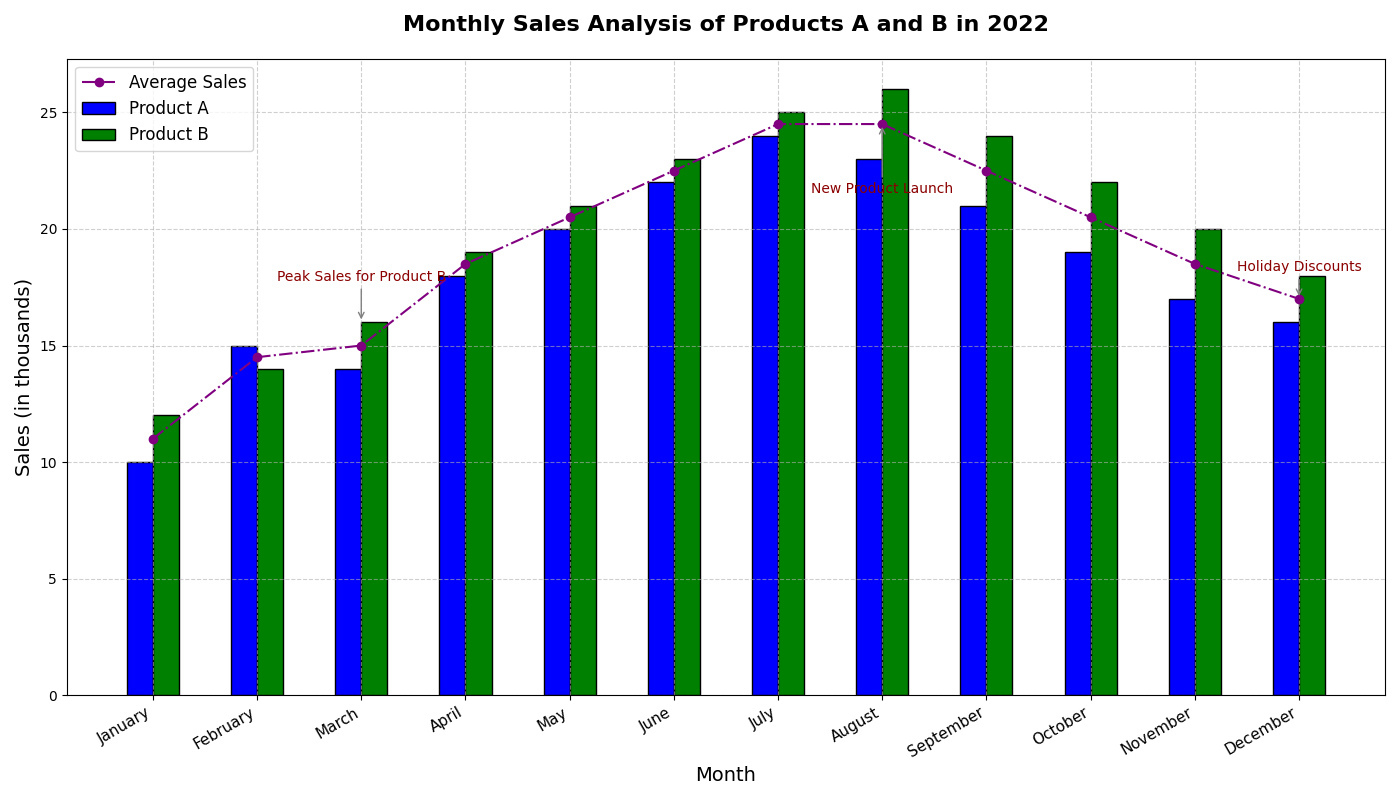 Monthly Sales Analysis of Products A and B in 2022
Average Sales
Product A
Product B
Sales (in thousands)
25
20
15
10
5
0
New Product Launch
Peak Sales for Product B
Holiday Discounts
January
February
March
April
May
June
July
August
September
October
November
December
Month